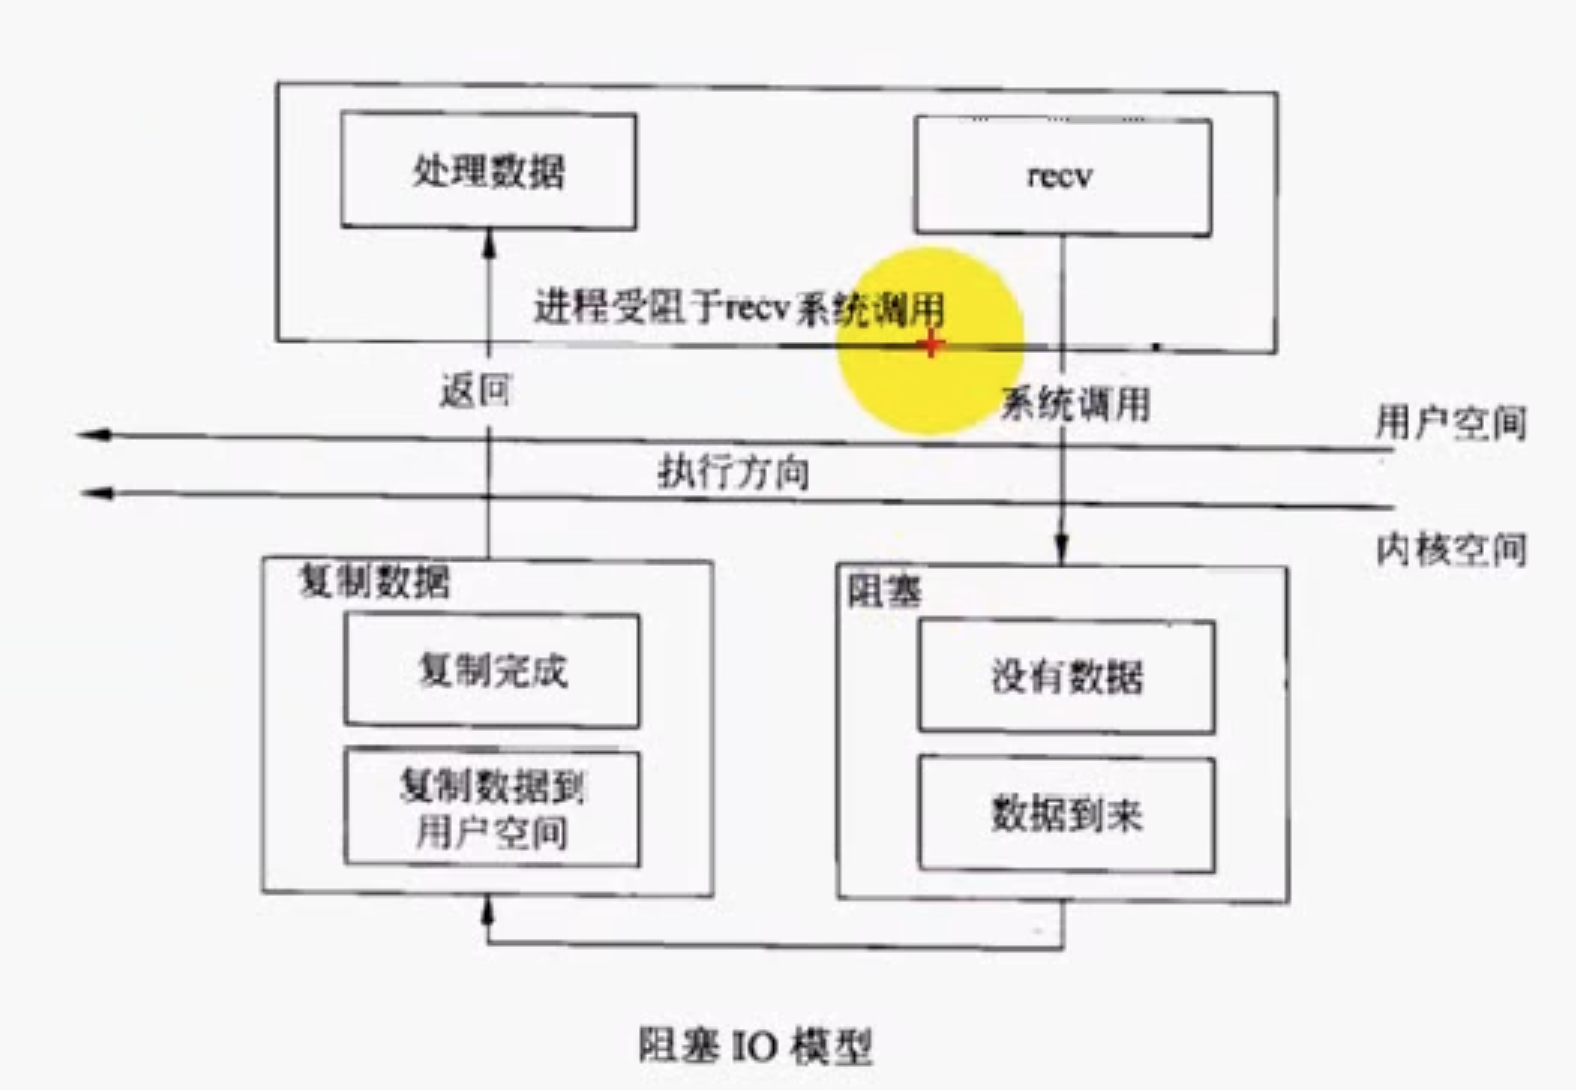 处理数据
recv
进程受阻于recv系统调用
返回
系统调用
用户空间
执行方向
内核空间
复制数据
阻塞
复制完成
没有数据
复制数据到
用户空间
数据到来
阻塞 IO 模型